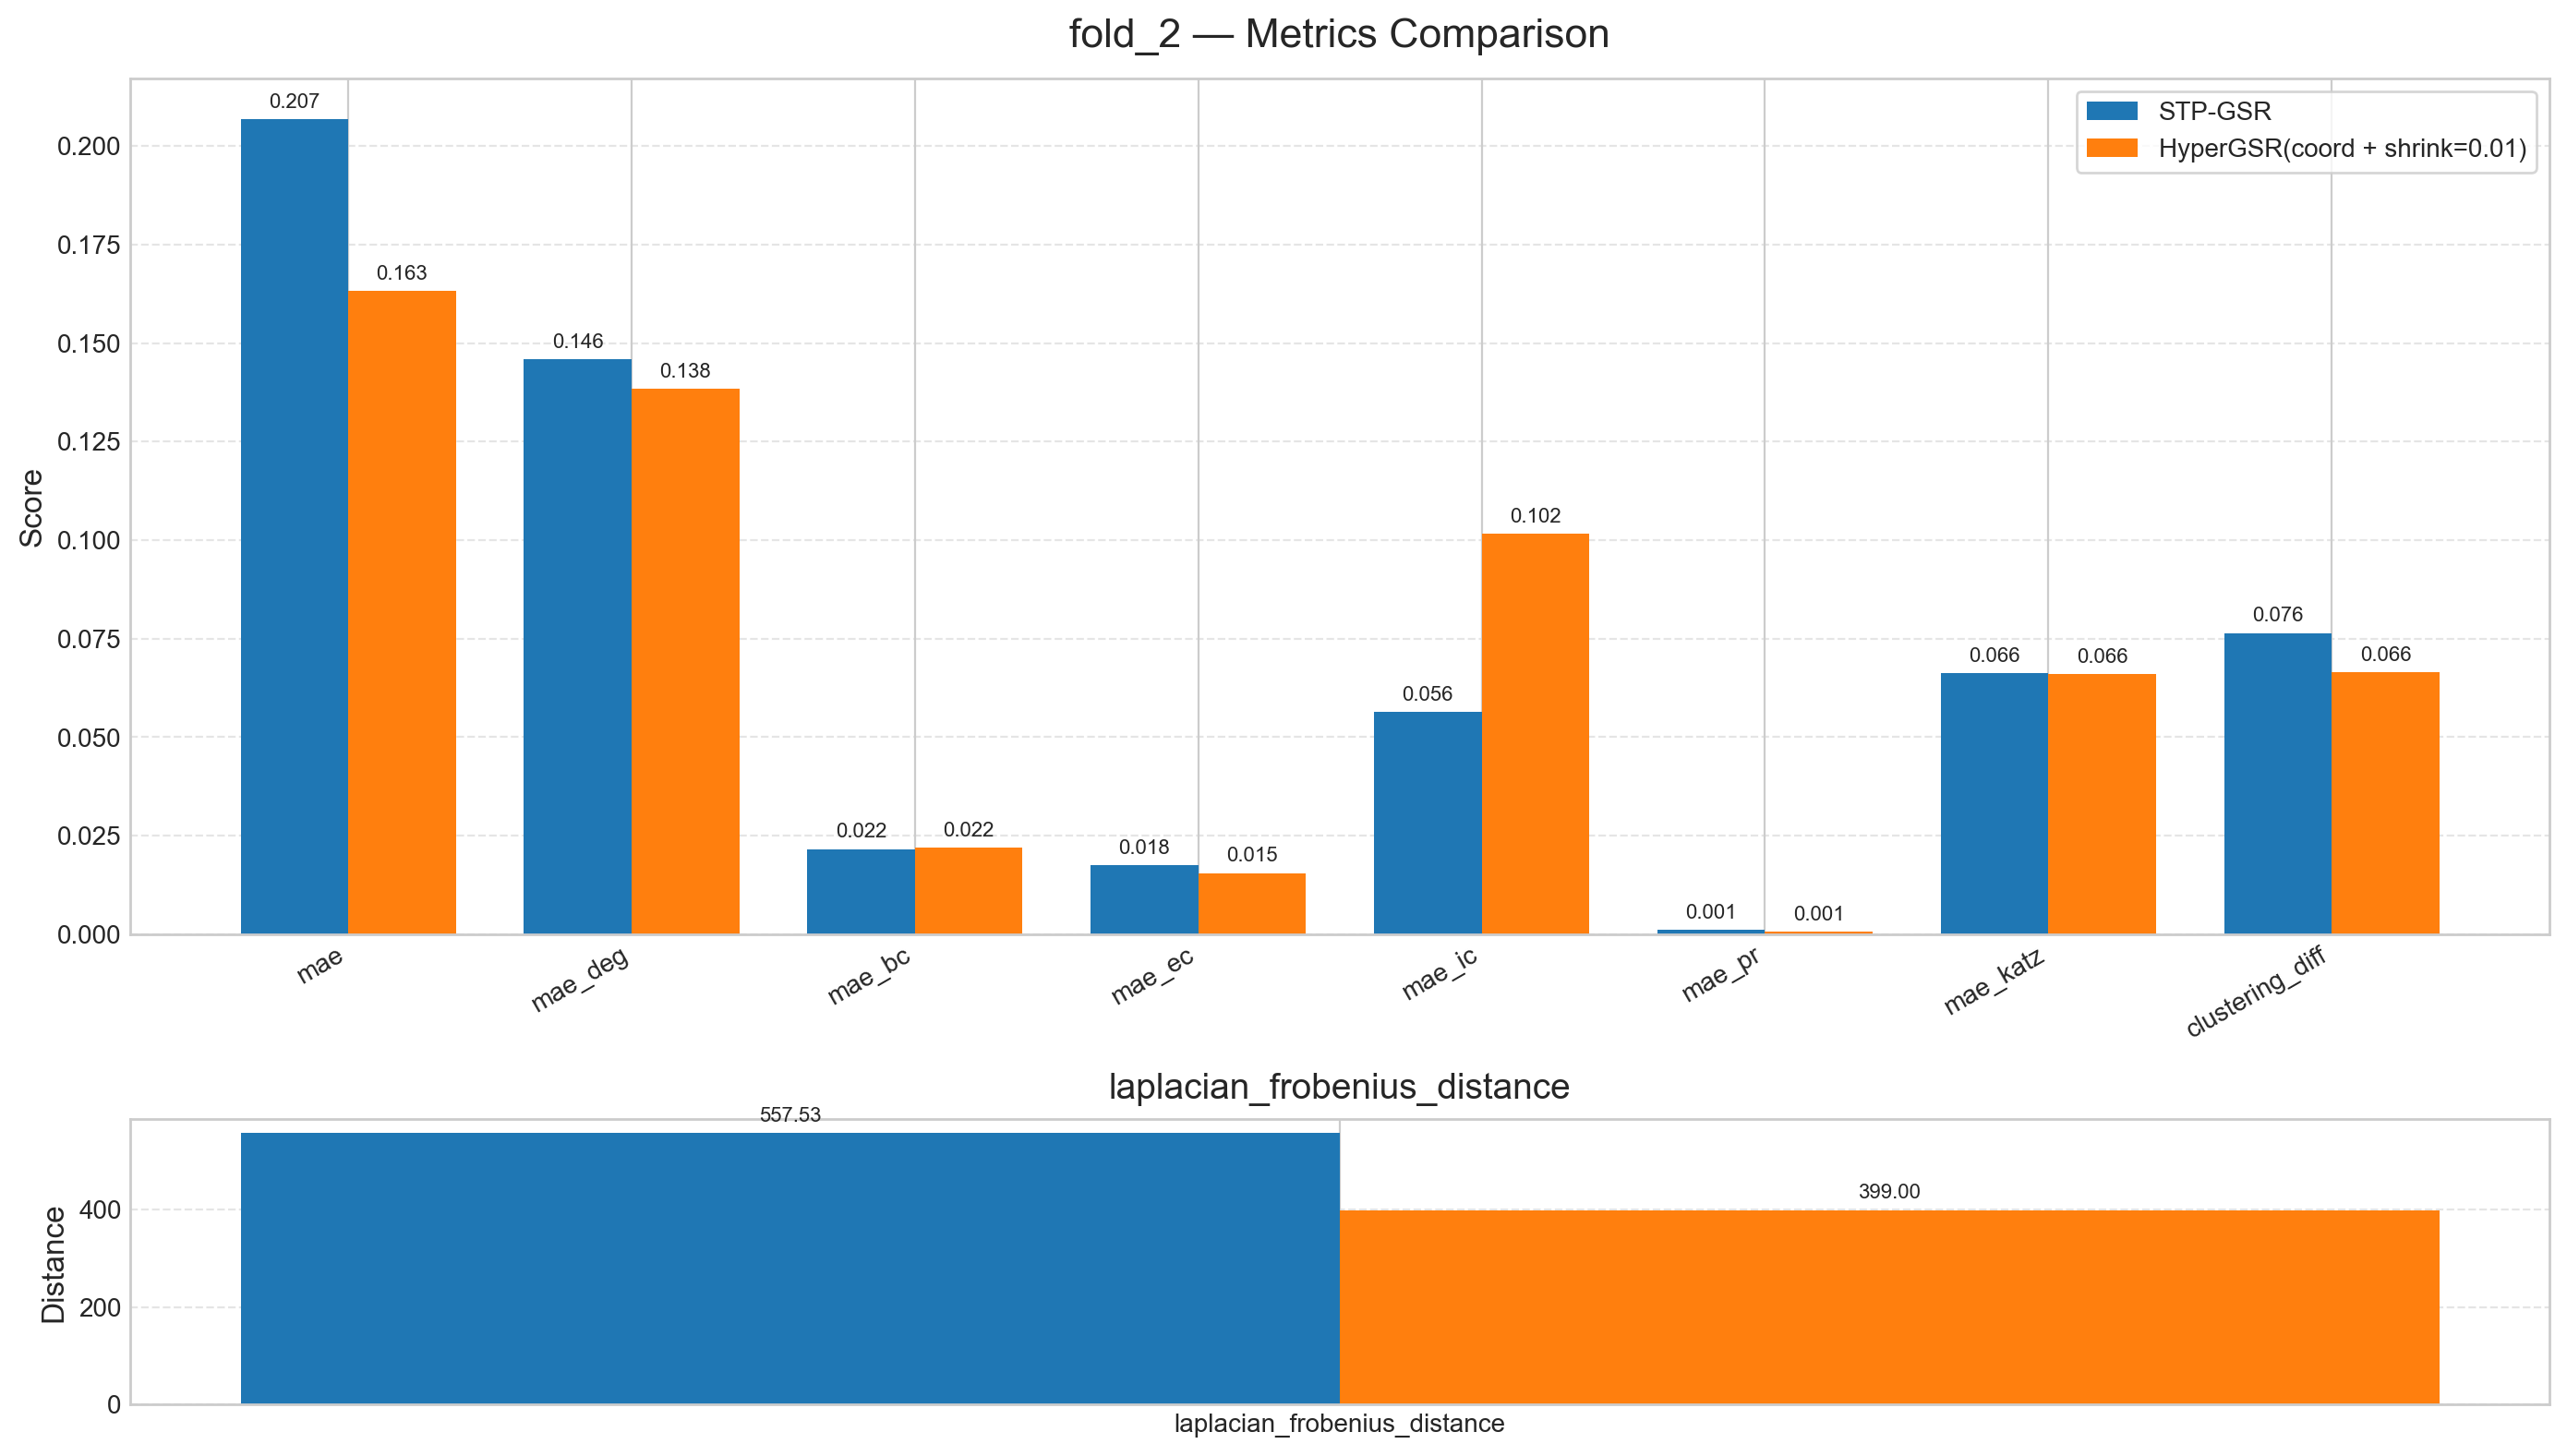 fold_2 — Metrics Comparison
STP-GSR
HyperGSR(coord + shrink=0.01)
Score
0.200
0.175
0.150
0.125
0.100
0.075
0.050
0.025
0.000
0.207
0.163
0.146
0.138
0.022
0.022
0.018
0.015
0.056
0.102
0.001
0.001
0.066
0.066
0.076
0.066
mae
mae_deg
mae_bc
mae_ec
mae_ic
mae_pr
mae_katz
clustering_diff
laplacian_frobenius_distance
Distance
400
200
0
557.53
399.00
laplacian_frobenius_distance